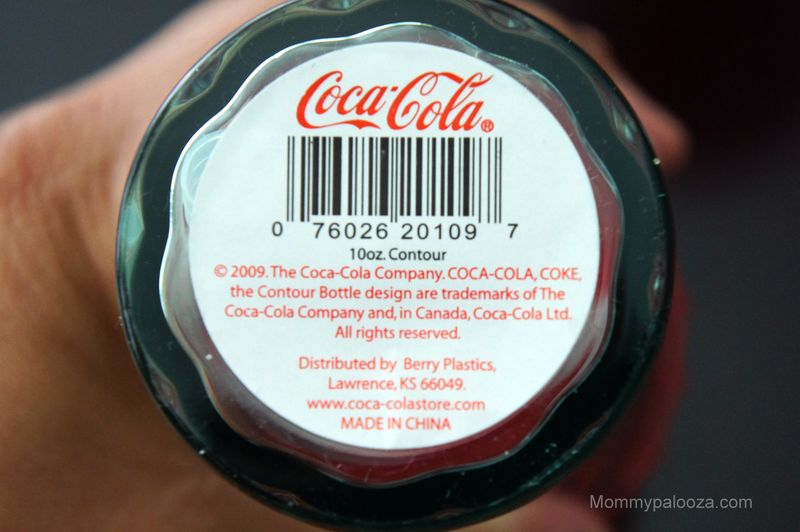 Coca-Cola®
0 76026 20109 7
10oz. Contour
© 2009. The Coca-Cola Company. COCA-COLA, COKE,
the Contour Bottle design are trademarks of The
Coca-Cola Company and, in Canada, Coca-Cola Ltd.
All rights reserved.
Distributed by Berry Plastics,
Lawrence, KS 66049.
www.coca-colastore.com
MADE IN CHINA
Mommypalooza.com